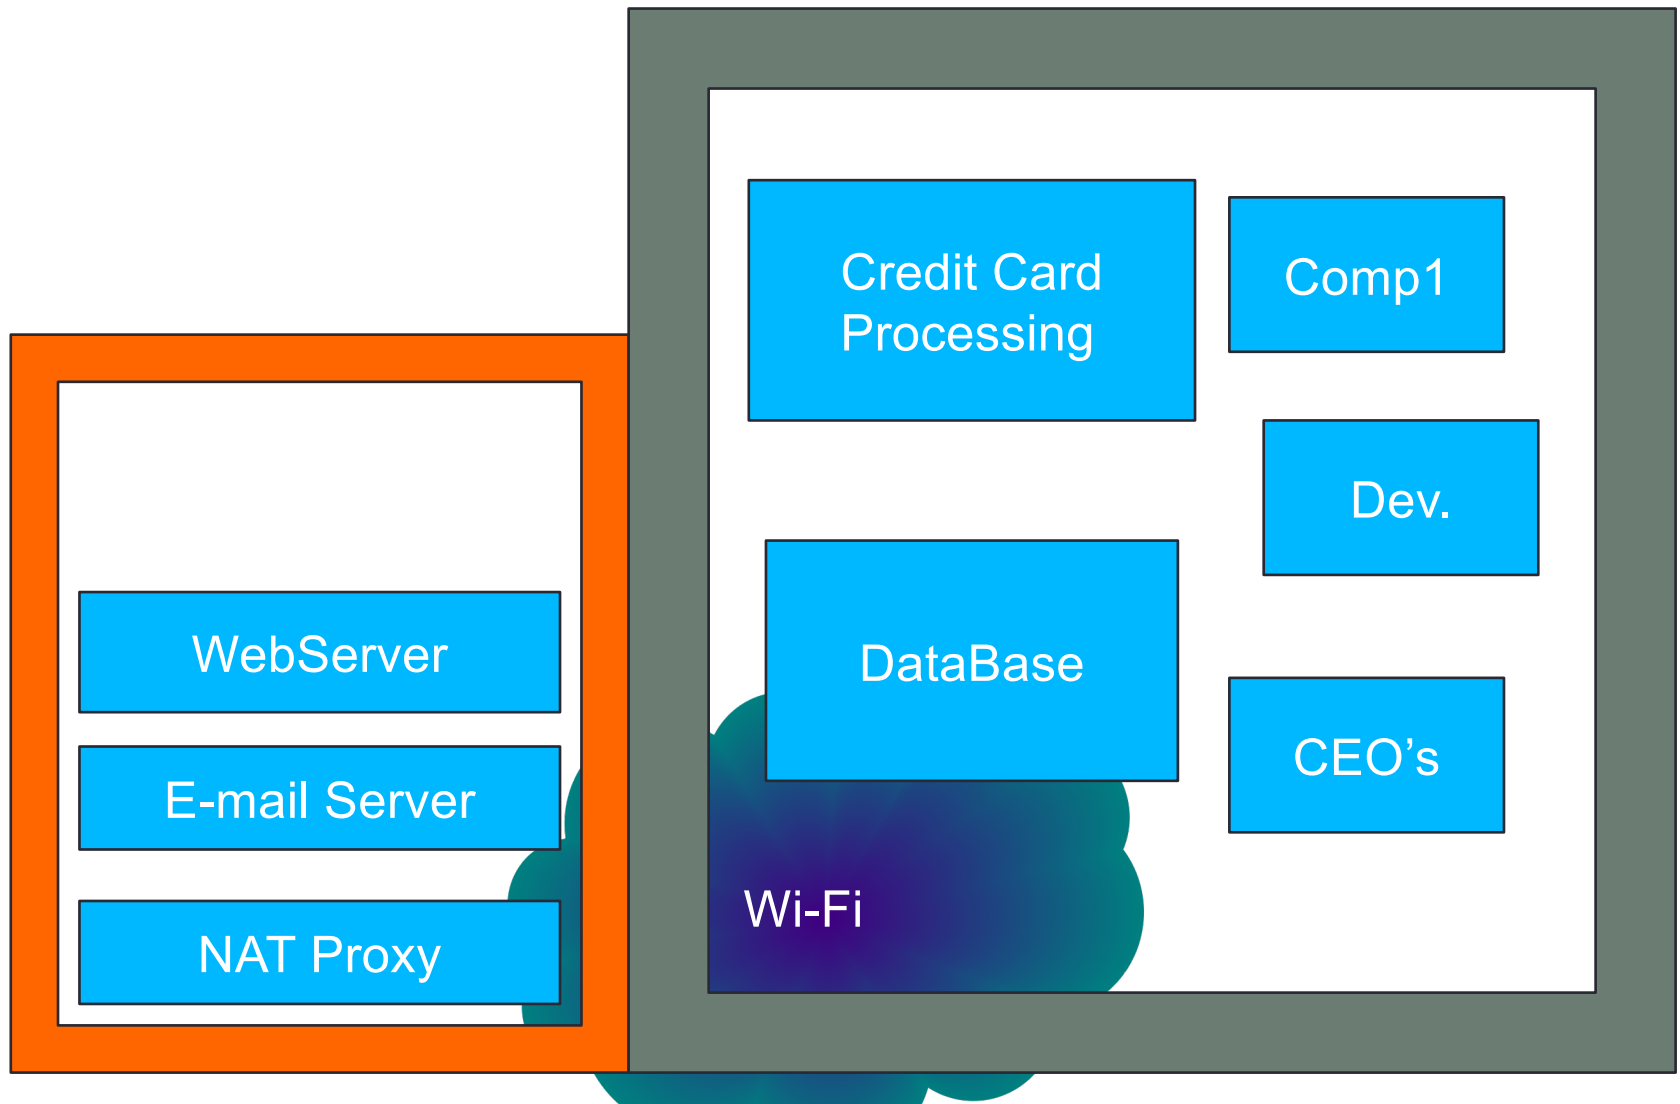 Credit Card
Processing
Comp1
Dev.
DataBase
CEO’s
Wi-Fi
WebServer
E-mail Server
NAT Proxy